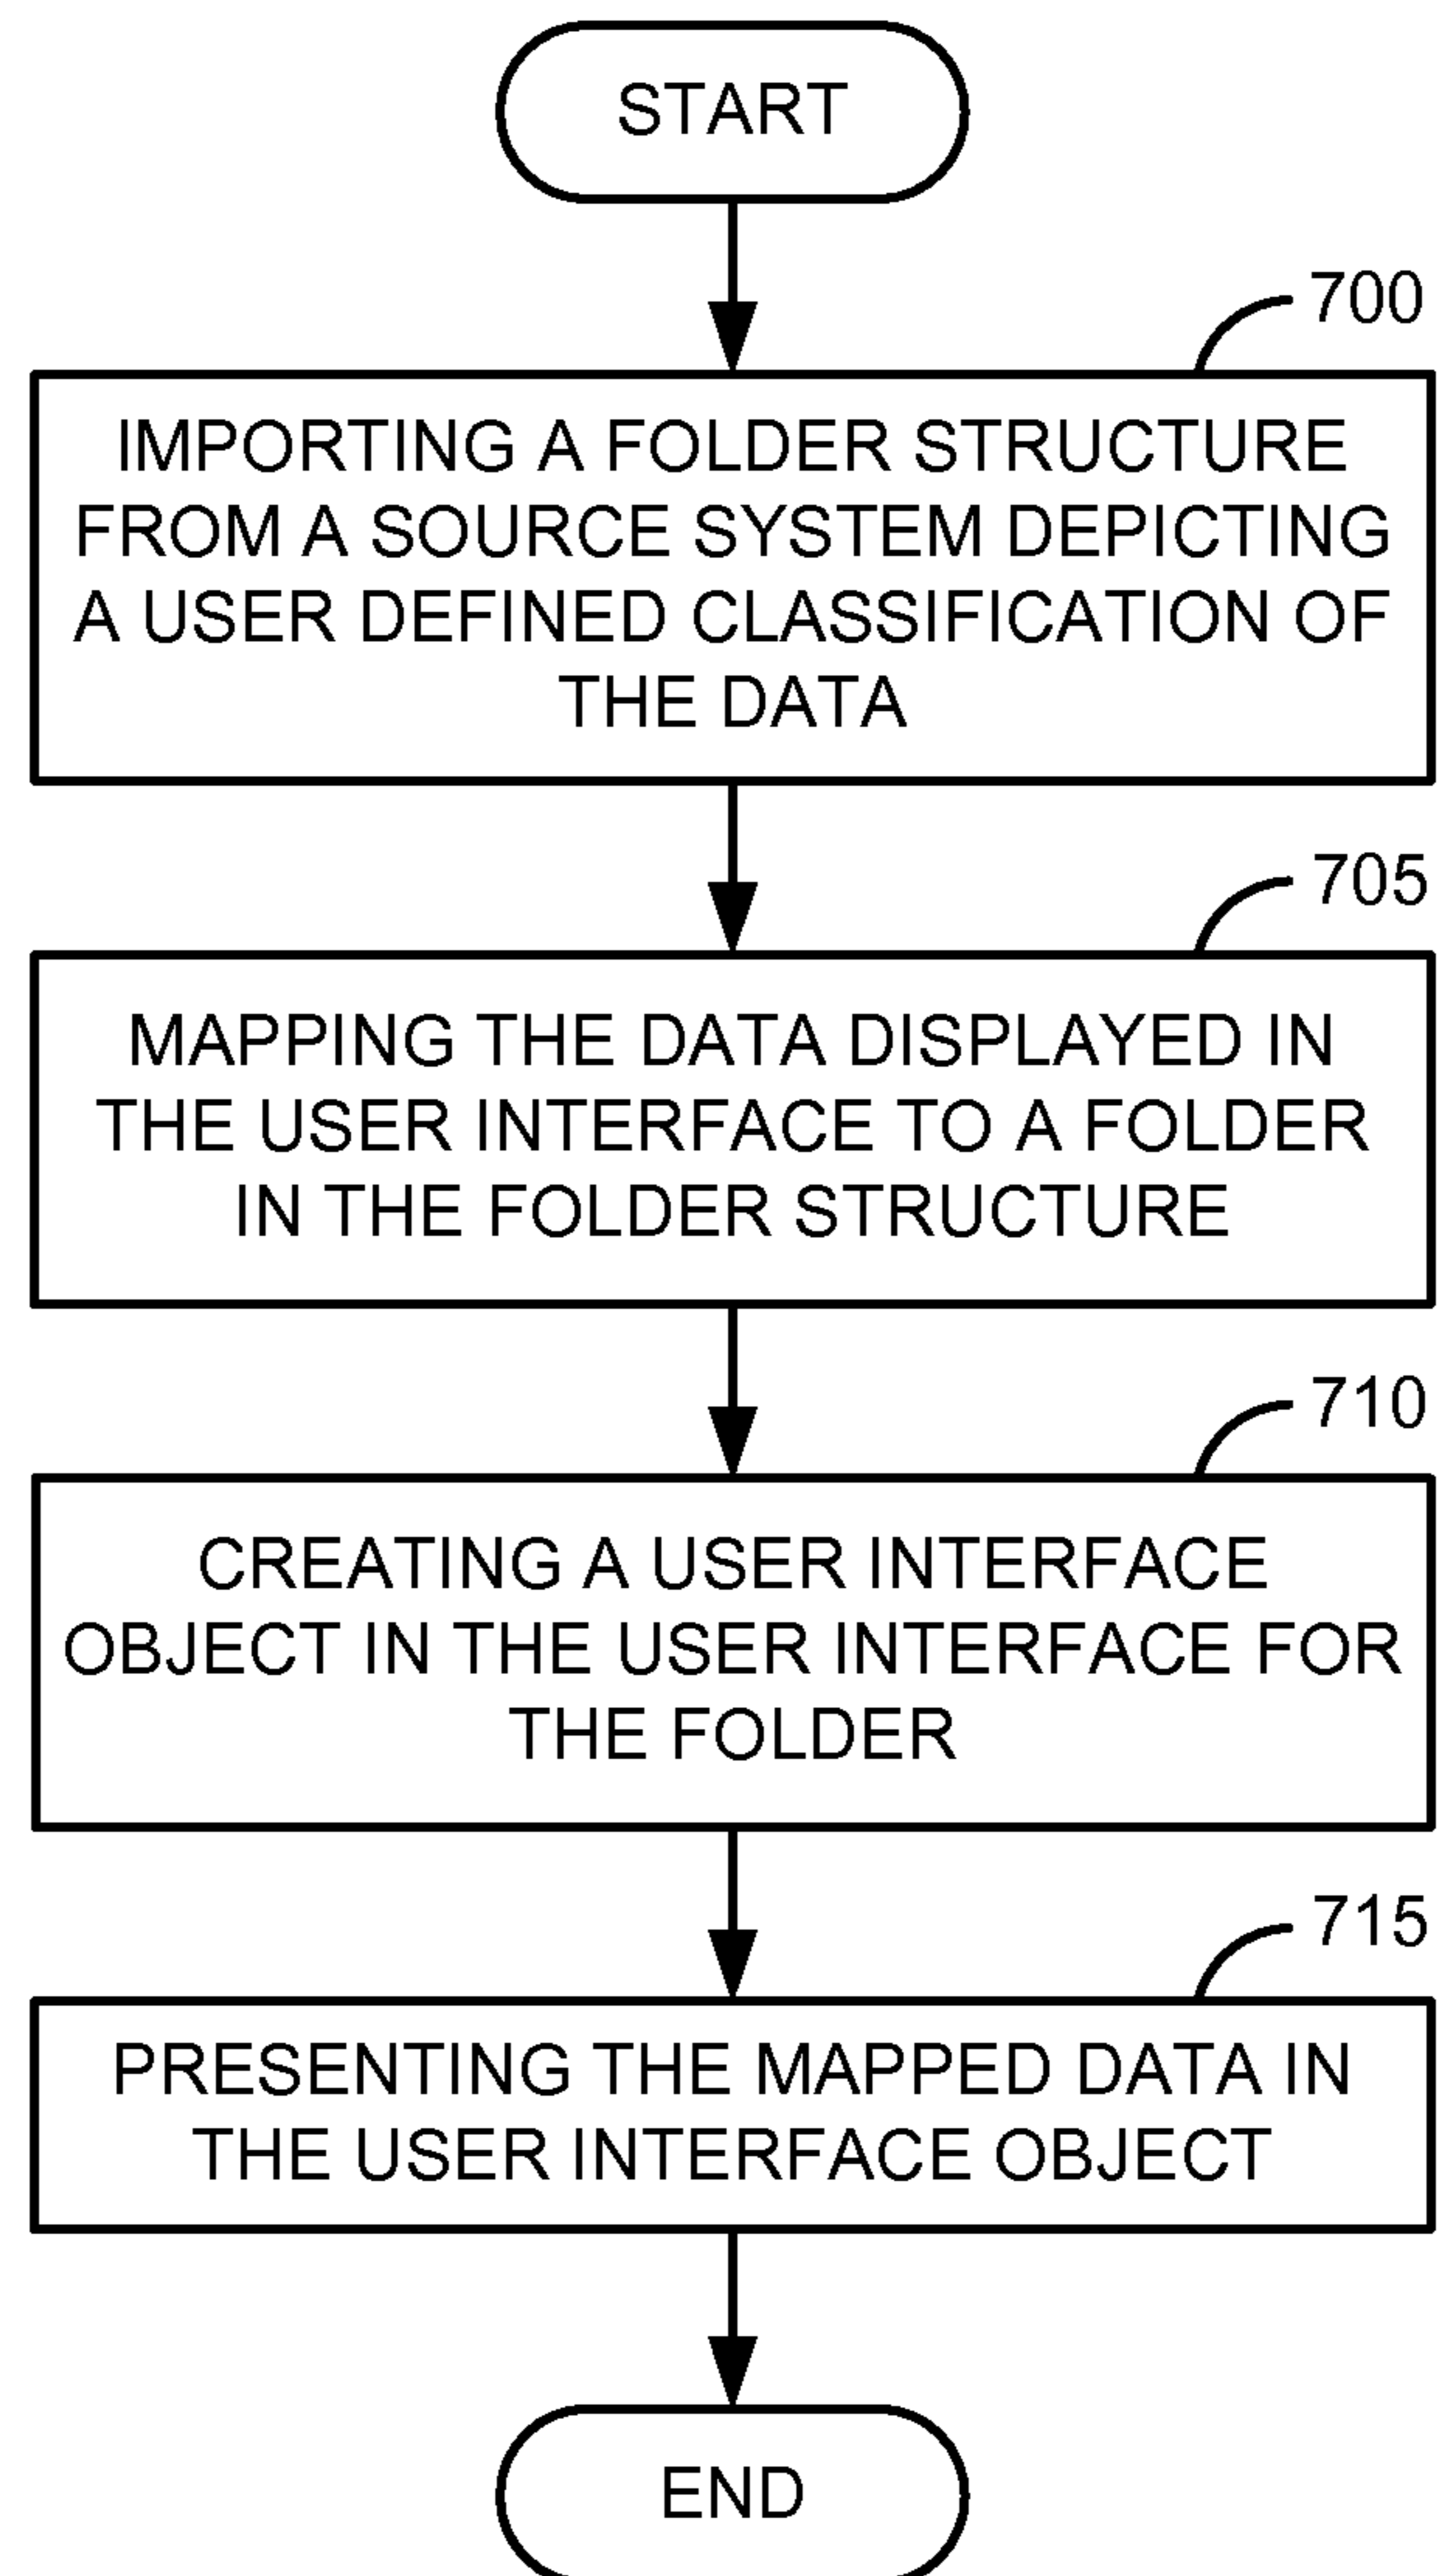 START
700
IMPORTING A FOLDER STRUCTURE
FROM A SOURCE SYSTEM DEPICTING
A USER DEFINED CLASSIFICATION OF
THE DATA
705
MAPPING THE DATA DISPLAYED IN
THE USER INTERFACE TO A FOLDER
IN THE FOLDER STRUCTURE
710
CREATING A USER INTERFACE
OBJECT IN THE USER INTERFACE FOR
THE FOLDER
715
PRESENTING THE MAPPED DATA IN
THE USER INTERFACE OBJECT
END